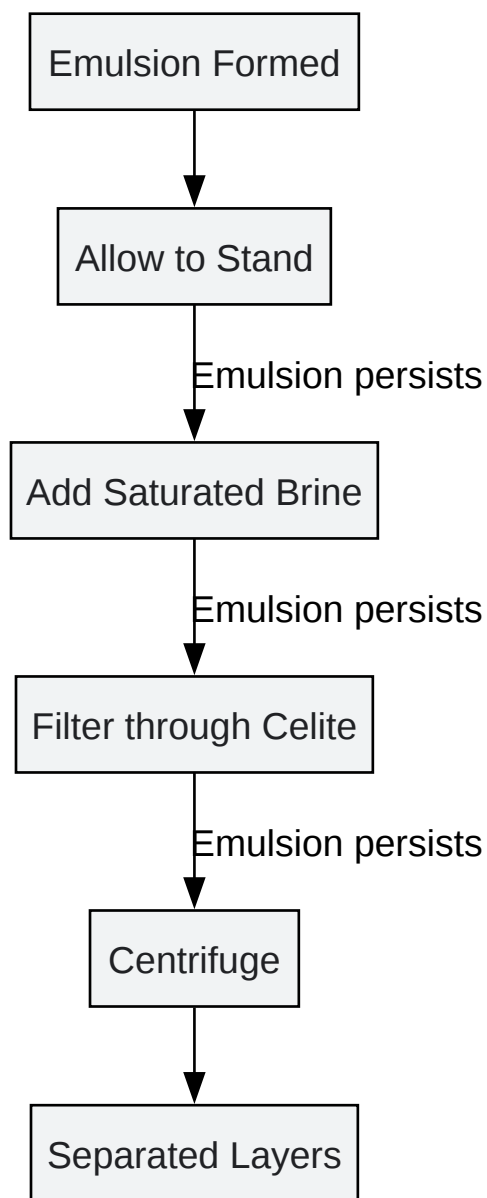 Emulsion Formed
Allow to Stand
Emulsion persists
Add Saturated Brine
Emulsion persists
Filter through Celite
Emulsion persists
Centrifuge
Separated Layers